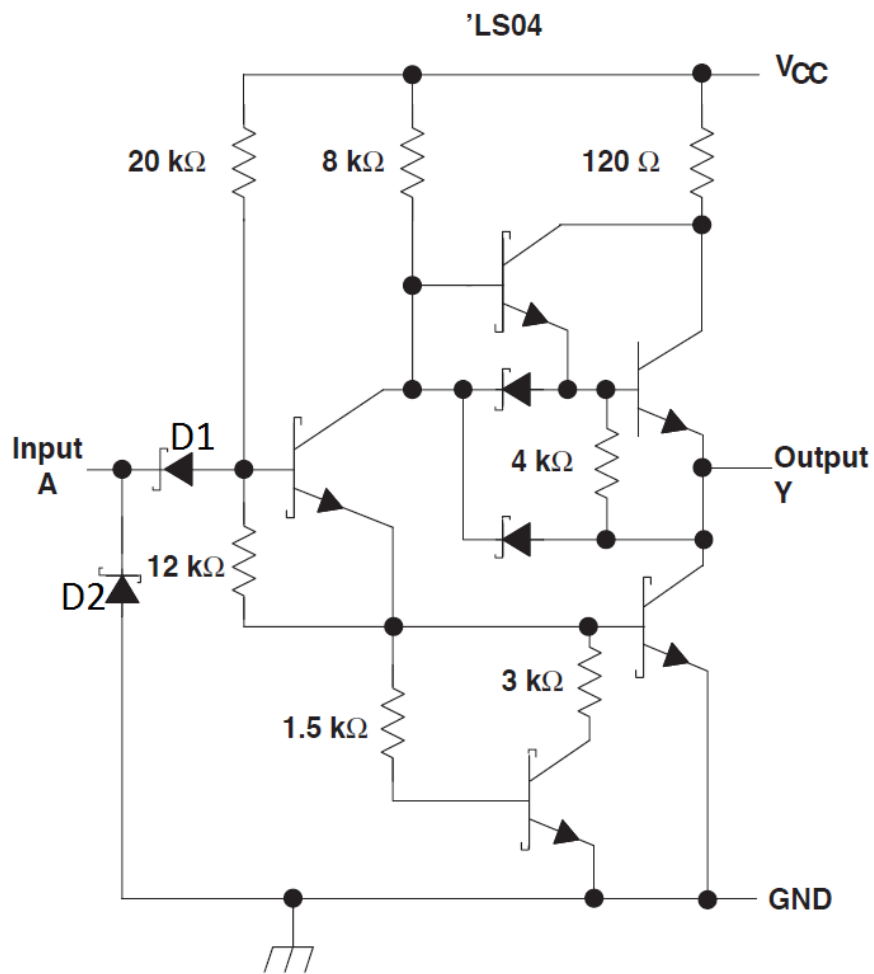 'LS04
VCC
20 kΩ
8 kΩ
120 Ω
Input
A
D1
4 kΩ
Output
Y
12 kΩ
D2
3 kΩ
1.5 kΩ
GND